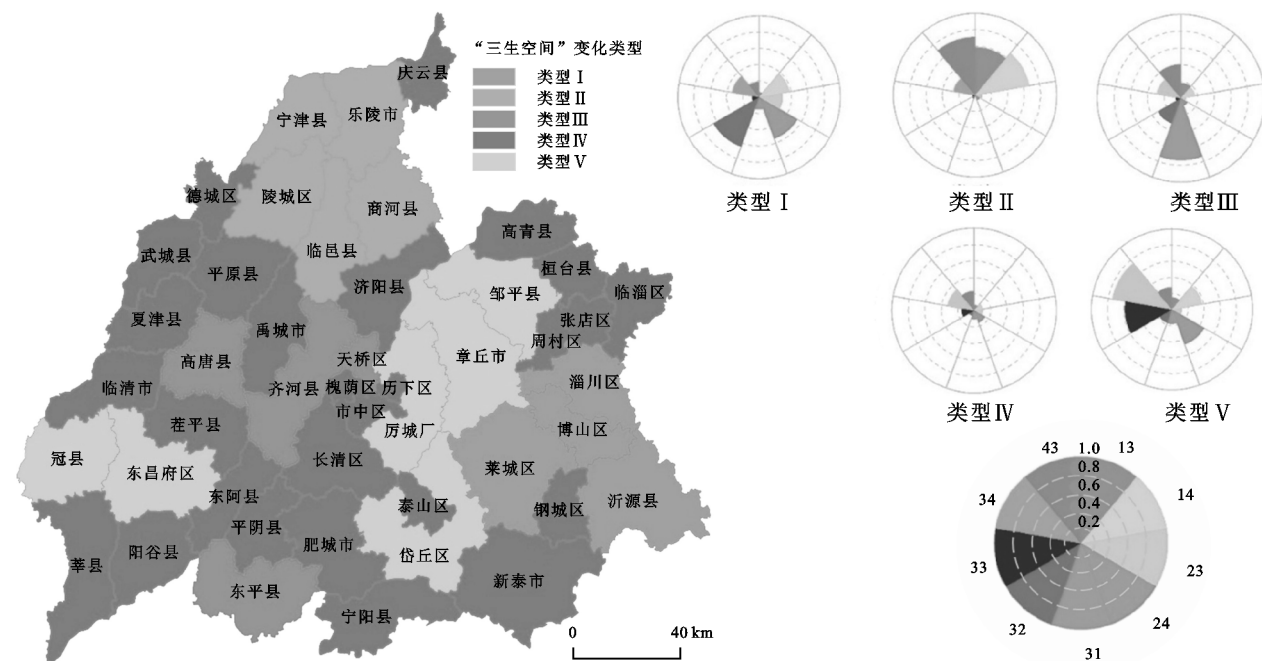 “三生空间”变化类型
类型Ⅰ
类型Ⅱ
类型Ⅲ
类型Ⅳ
类型Ⅴ
庆云县
乐陵市
宁津县
德城区
陵城区
商河县
临邑县
武城县
平原县
济阳县
高青县
桓台县
临淄区
邹平县
夏津县
禹城市
张店区
周村区
高唐县
天桥区
章丘市
淄川区
临清市
齐河县
槐荫区
历下区
市中区
茌平县
厉城厂
博山区
冠县
东昌府区
长清区
莱城区
东阿县
泰山区
钢城区
沂源县
平阴县
肥城市
莘县
阳谷县
岱丘区
东平县
新泰市
宁阳县
0
40 km
类型Ⅰ
类型Ⅱ
类型Ⅲ
类型Ⅳ
类型Ⅴ
43
1.0
13
0.8
0.6
0.4
0.2
34
14
33
23
32
24
31